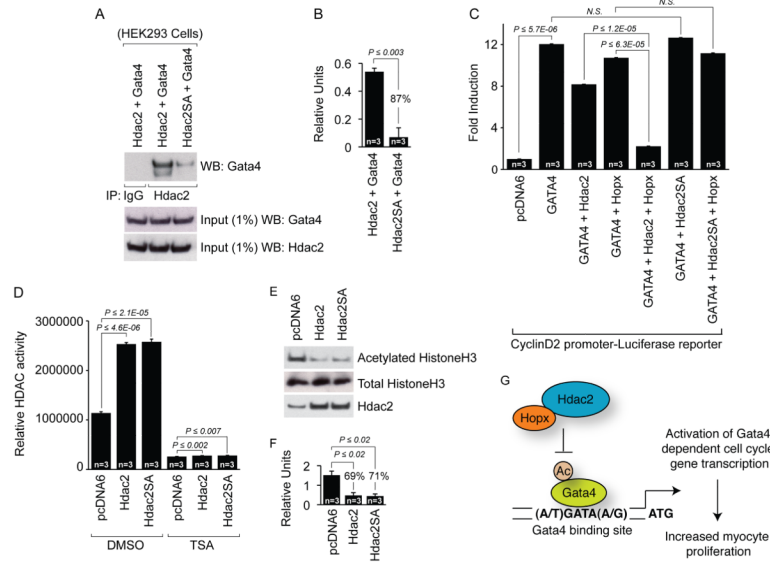 A
(HEK293 Cells)
Hdac2 + Gata4
Hdac2 + Gata4
Hdac2SA + Gata4
WB: Gata4
IP: IgG Hdac2
Input (1%) WB: Gata4
Input (1%) WB: Hdac2
B
P ≤ 0.003
Relative Units
0.6
0.4
0.2
0.0
87%
n=3
n=3
Hdac2 + Gata4
Hdac2SA + Gata4
C
N.S.
N.S.
P ≤ 5.7E-06
P ≤ 1.2E-05
P ≤ 6.3E-05
Fold Induction
12
8
4
0
n=3
n=3
n=3
n=3
n=3
n=3
n=3
pcDNA6
GATA4
GATA4 + Hdac2
GATA4 + Hopx
GATA4 + Hdac2 + Hopx
GATA4 + Hdac2SA
GATA4 + Hdac2SA + Hopx
CyclinD2 promoter-Luciferase reporter
D
Relative HDAC activity
3000000
2000000
1000000
0
P ≤ 2.1E-05
P ≤ 4.6E-06
P ≤ 0.007
P ≤ 0.002
n=3
n=3
n=3
n=3
n=3
n=3
pcDNA6
Hdac2
Hdac2SA
pcDNA6
Hdac2
Hdac2SA
DMSO
TSA
E
pcDNA6
Hdac2
Hdac2SA
Acetylated HistoneH3
Total HistoneH3
Hdac2
F
P ≤ 0.02
P ≤ 0.02
Relative Units
2
1
0
69%
71%
n=3
n=3
n=3
pcDNA6
Hdac2
Hdac2SA
G
Hdac2
Hopx
Ac
Gata4
(A/T)GATA(A/G)
ATG
Gata4 binding site
Activation of Gata4
dependent cell cycle
gene transcription
Increased myocyte
proliferation